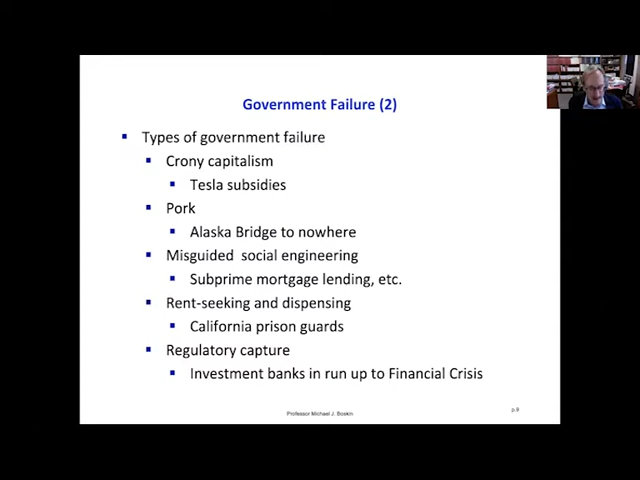 Government Failure (2)
Types of government failure
Crony capitalism
Tesla subsidies
Pork
Alaska Bridge to nowhere
Misguided social engineering
Subprime mortgage lending, etc.
Rent-seeking and dispensing
California prison guards
Regulatory capture
Investment banks in run up to Financial Crisis
Professor Michael J. Boskin
p.9